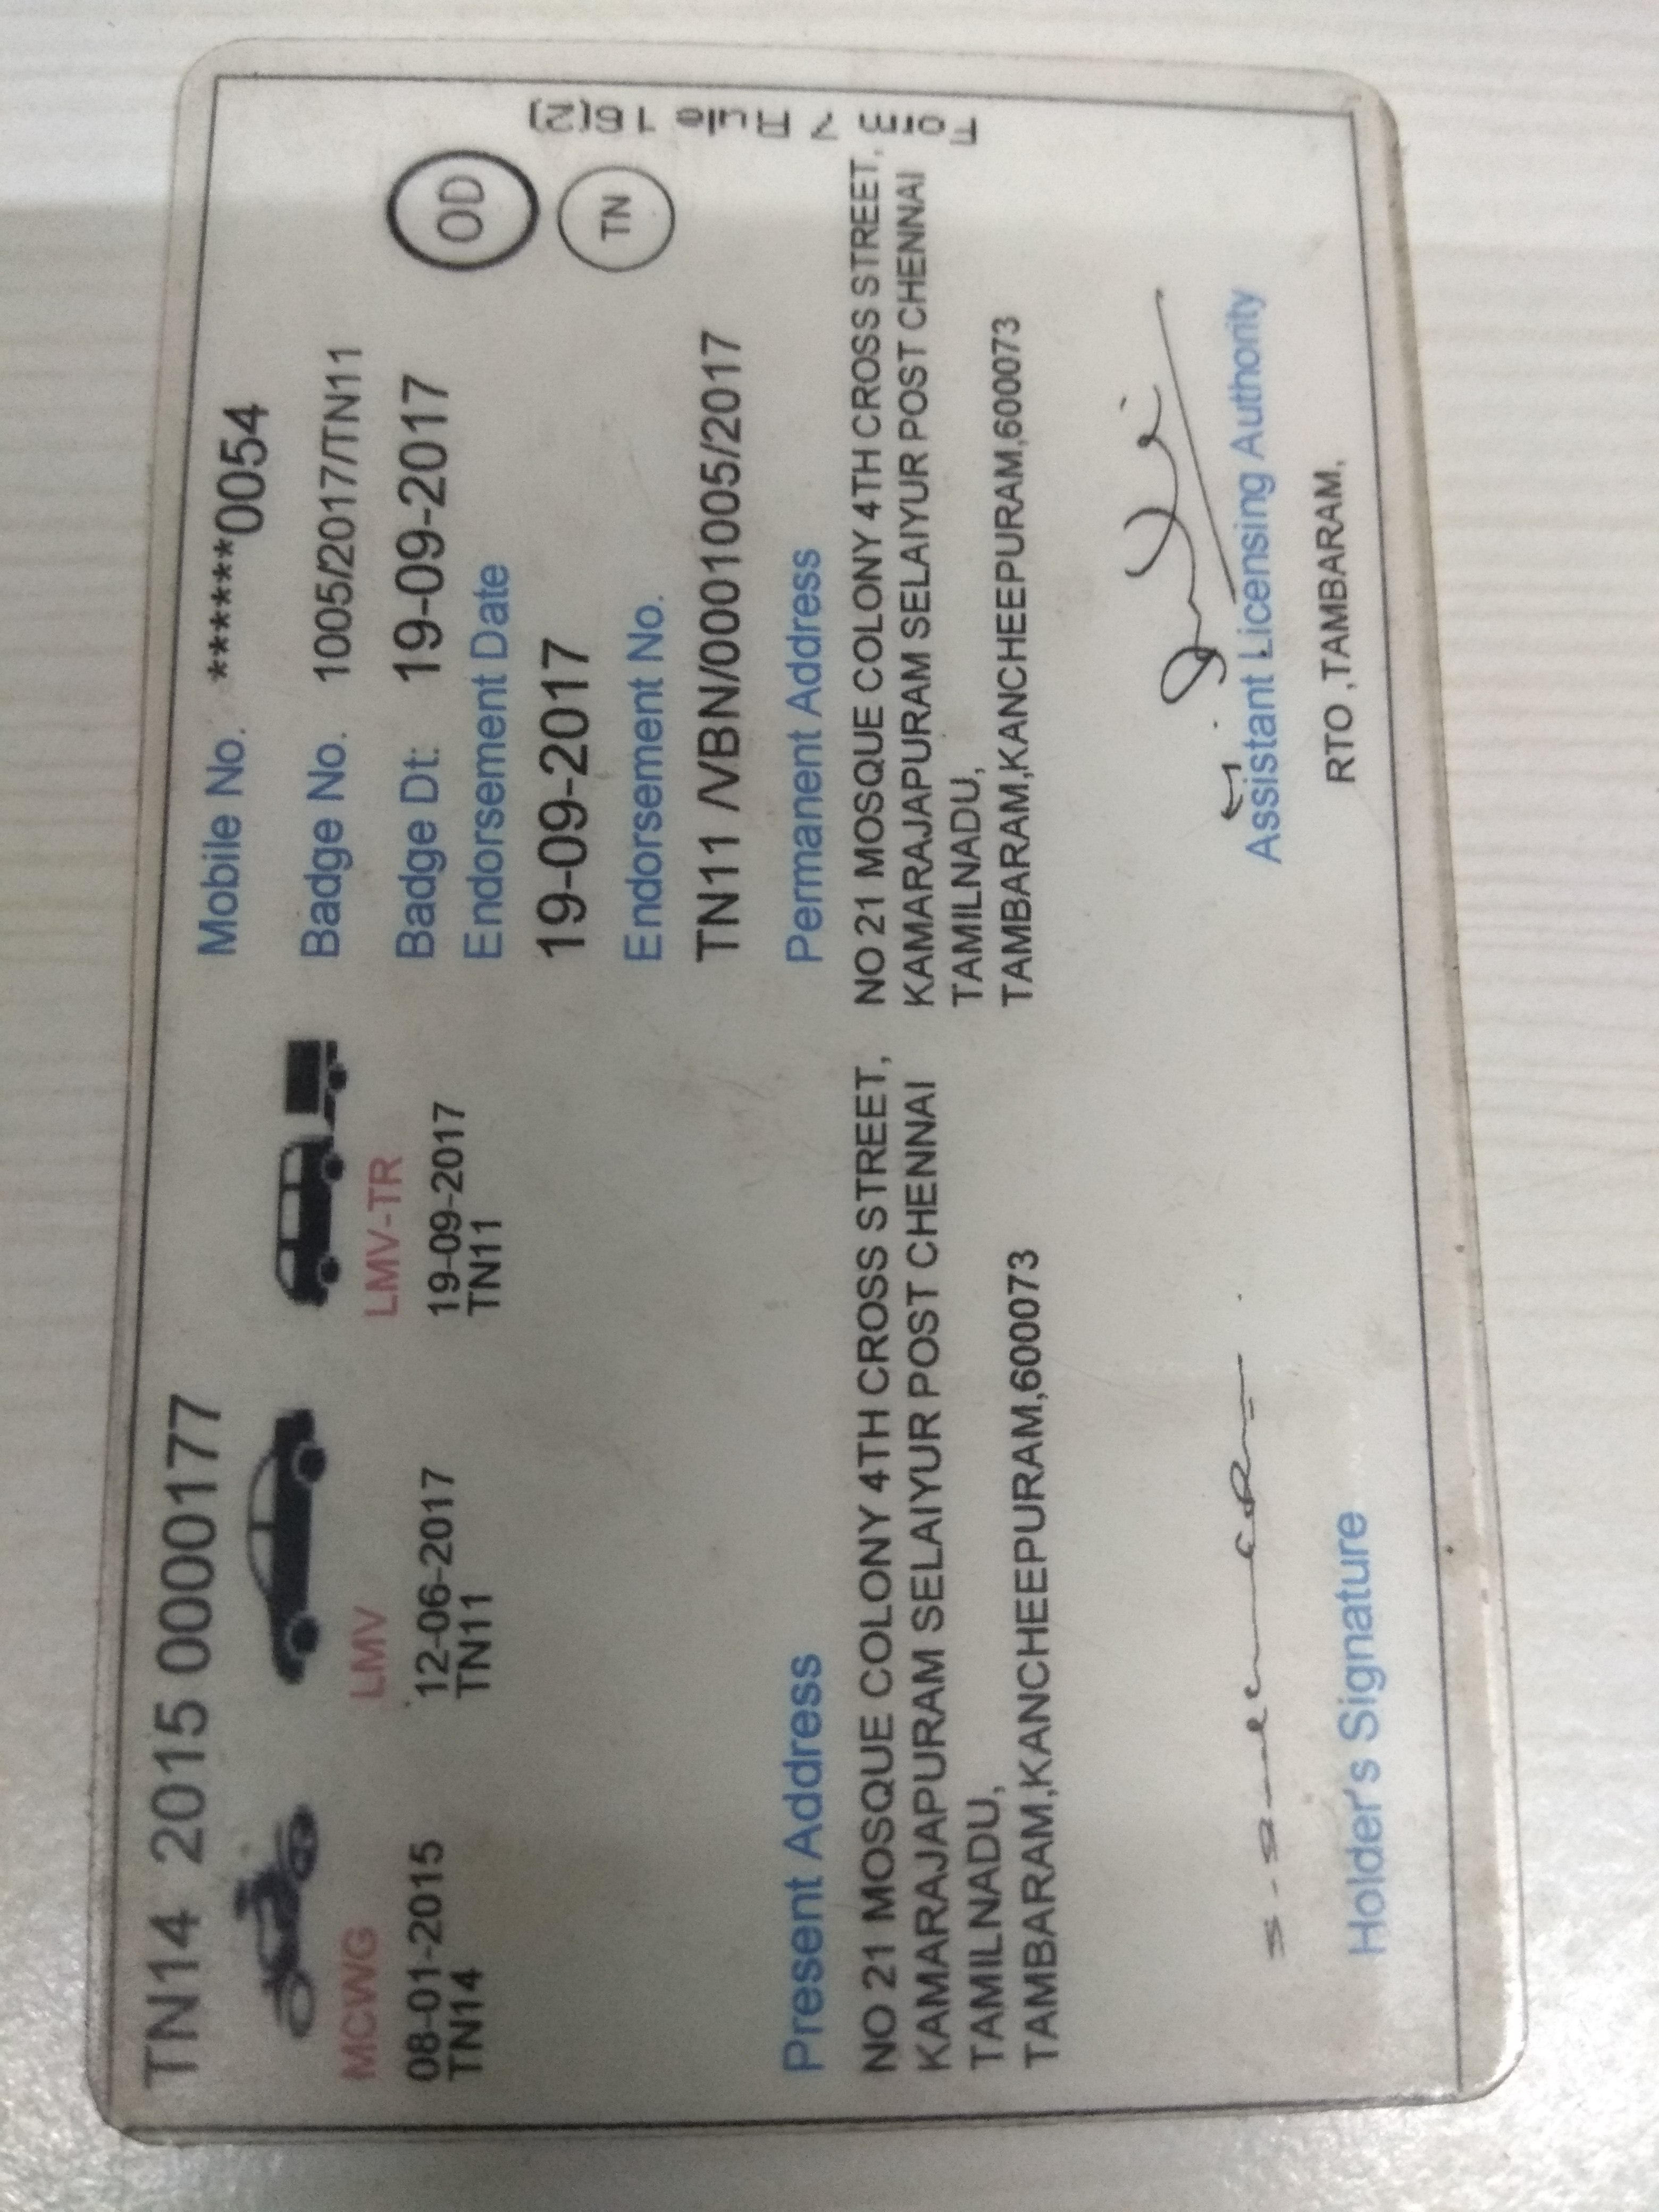 TN14 2015 0000177
MCWG
08-01-2015
TN14
LMV
12-06-2017
TN11
LMV-TR
19-09-2017
TN11
Mobile No. ******0054
Badge No. 1005/2017/TN11
Badge Dt: 19-09-2017
Endorsement Date
19-09-2017
Endorsement No.
TN11 /VBN/0001005/2017
OD
TN
Form 7 Rule 16(2)
Present Address
NO 21 MOSQUE COLONY 4TH CROSS STREET,
KAMARAJAPURAM SELAIYUR POST CHENNAI
TAMILNADU,
TAMBARAM,KANCHEEPURAM,600073
Permanent Address
NO 21 MOSQUE COLONY 4TH CROSS STREET,
KAMARAJAPURAM SELAIYUR POST CHENNAI
TAMILNADU,
TAMBARAM,KANCHEEPURAM,600073
Holder's Signature
Assistant Licensing Authority
RTO ,TAMBARAM,